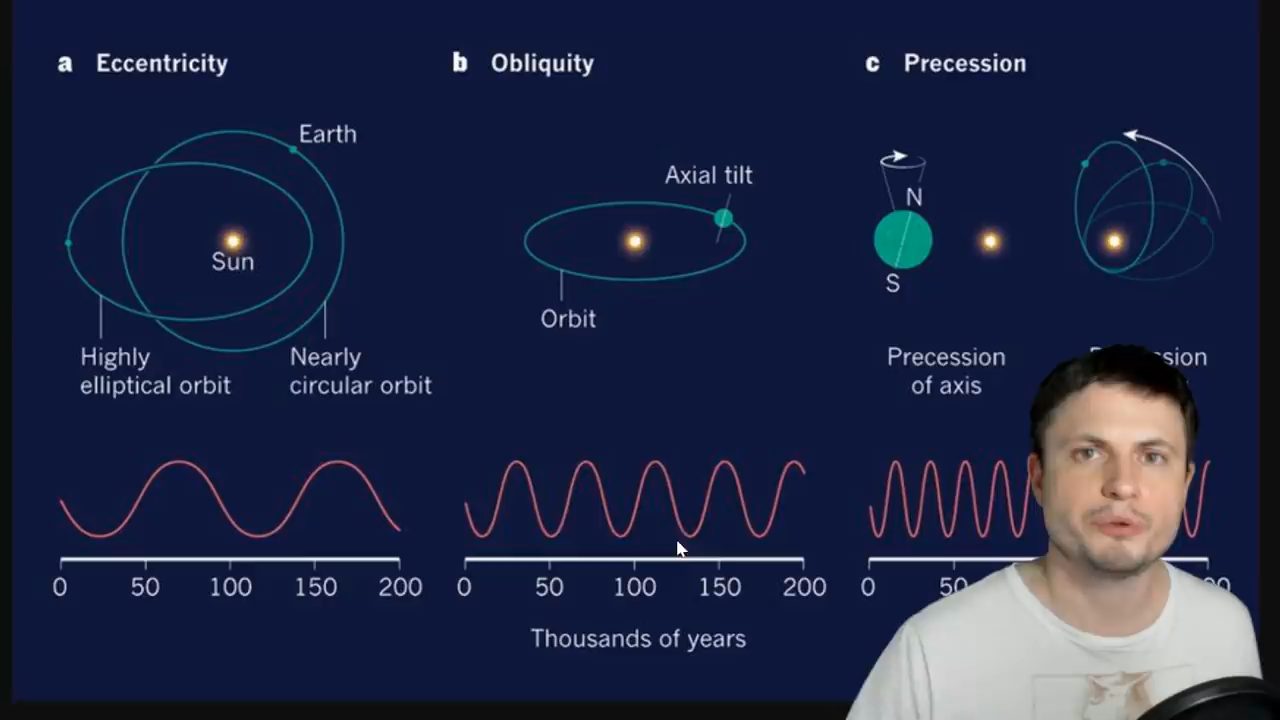 a Eccentricity
b Obliquity
c Precession
Earth
Sun
Highly
elliptical orbit
Nearly
circular orbit
Axial tilt
Orbit
N
S
Precession
of axis
0 50 100 150 200
0 50 100 150 200
0
Thousands of years